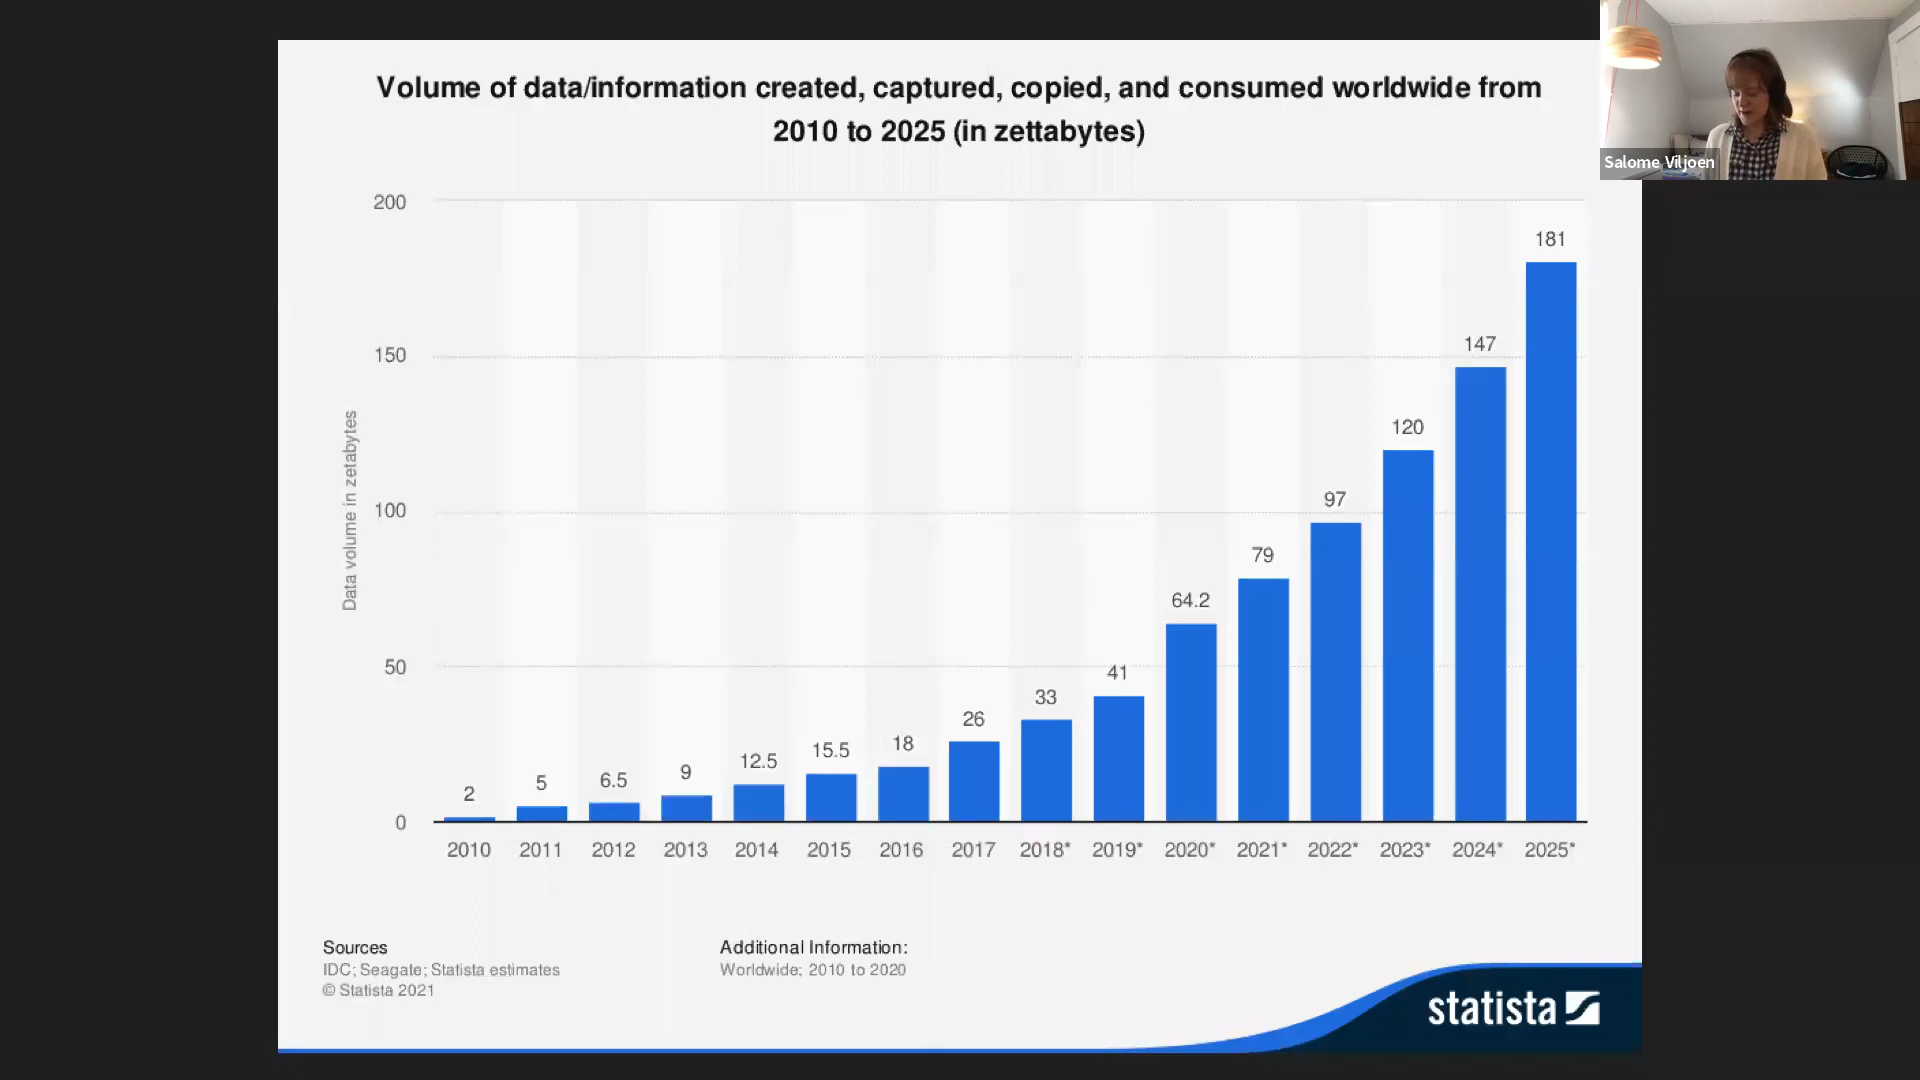 Volume of data/information created, captured, copied, and consumed worldwide from
2010 to 2025 (in zettabytes)
Salome Viljoen
Data volume in zetabytes
200
150
100
50
0
2
5
6.5
9
12.5
15.5
18
26
33
41
64.2
79
97
120
147
181
2010 2011 2012 2013 2014 2015 2016 2017 2018* 2019* 2020* 2021* 2022* 2023* 2024* 2025*
Sources
IDC; Seagate; Statista estimates
© Statista 2021
Additional Information:
Worldwide; 2010 to 2020
statista